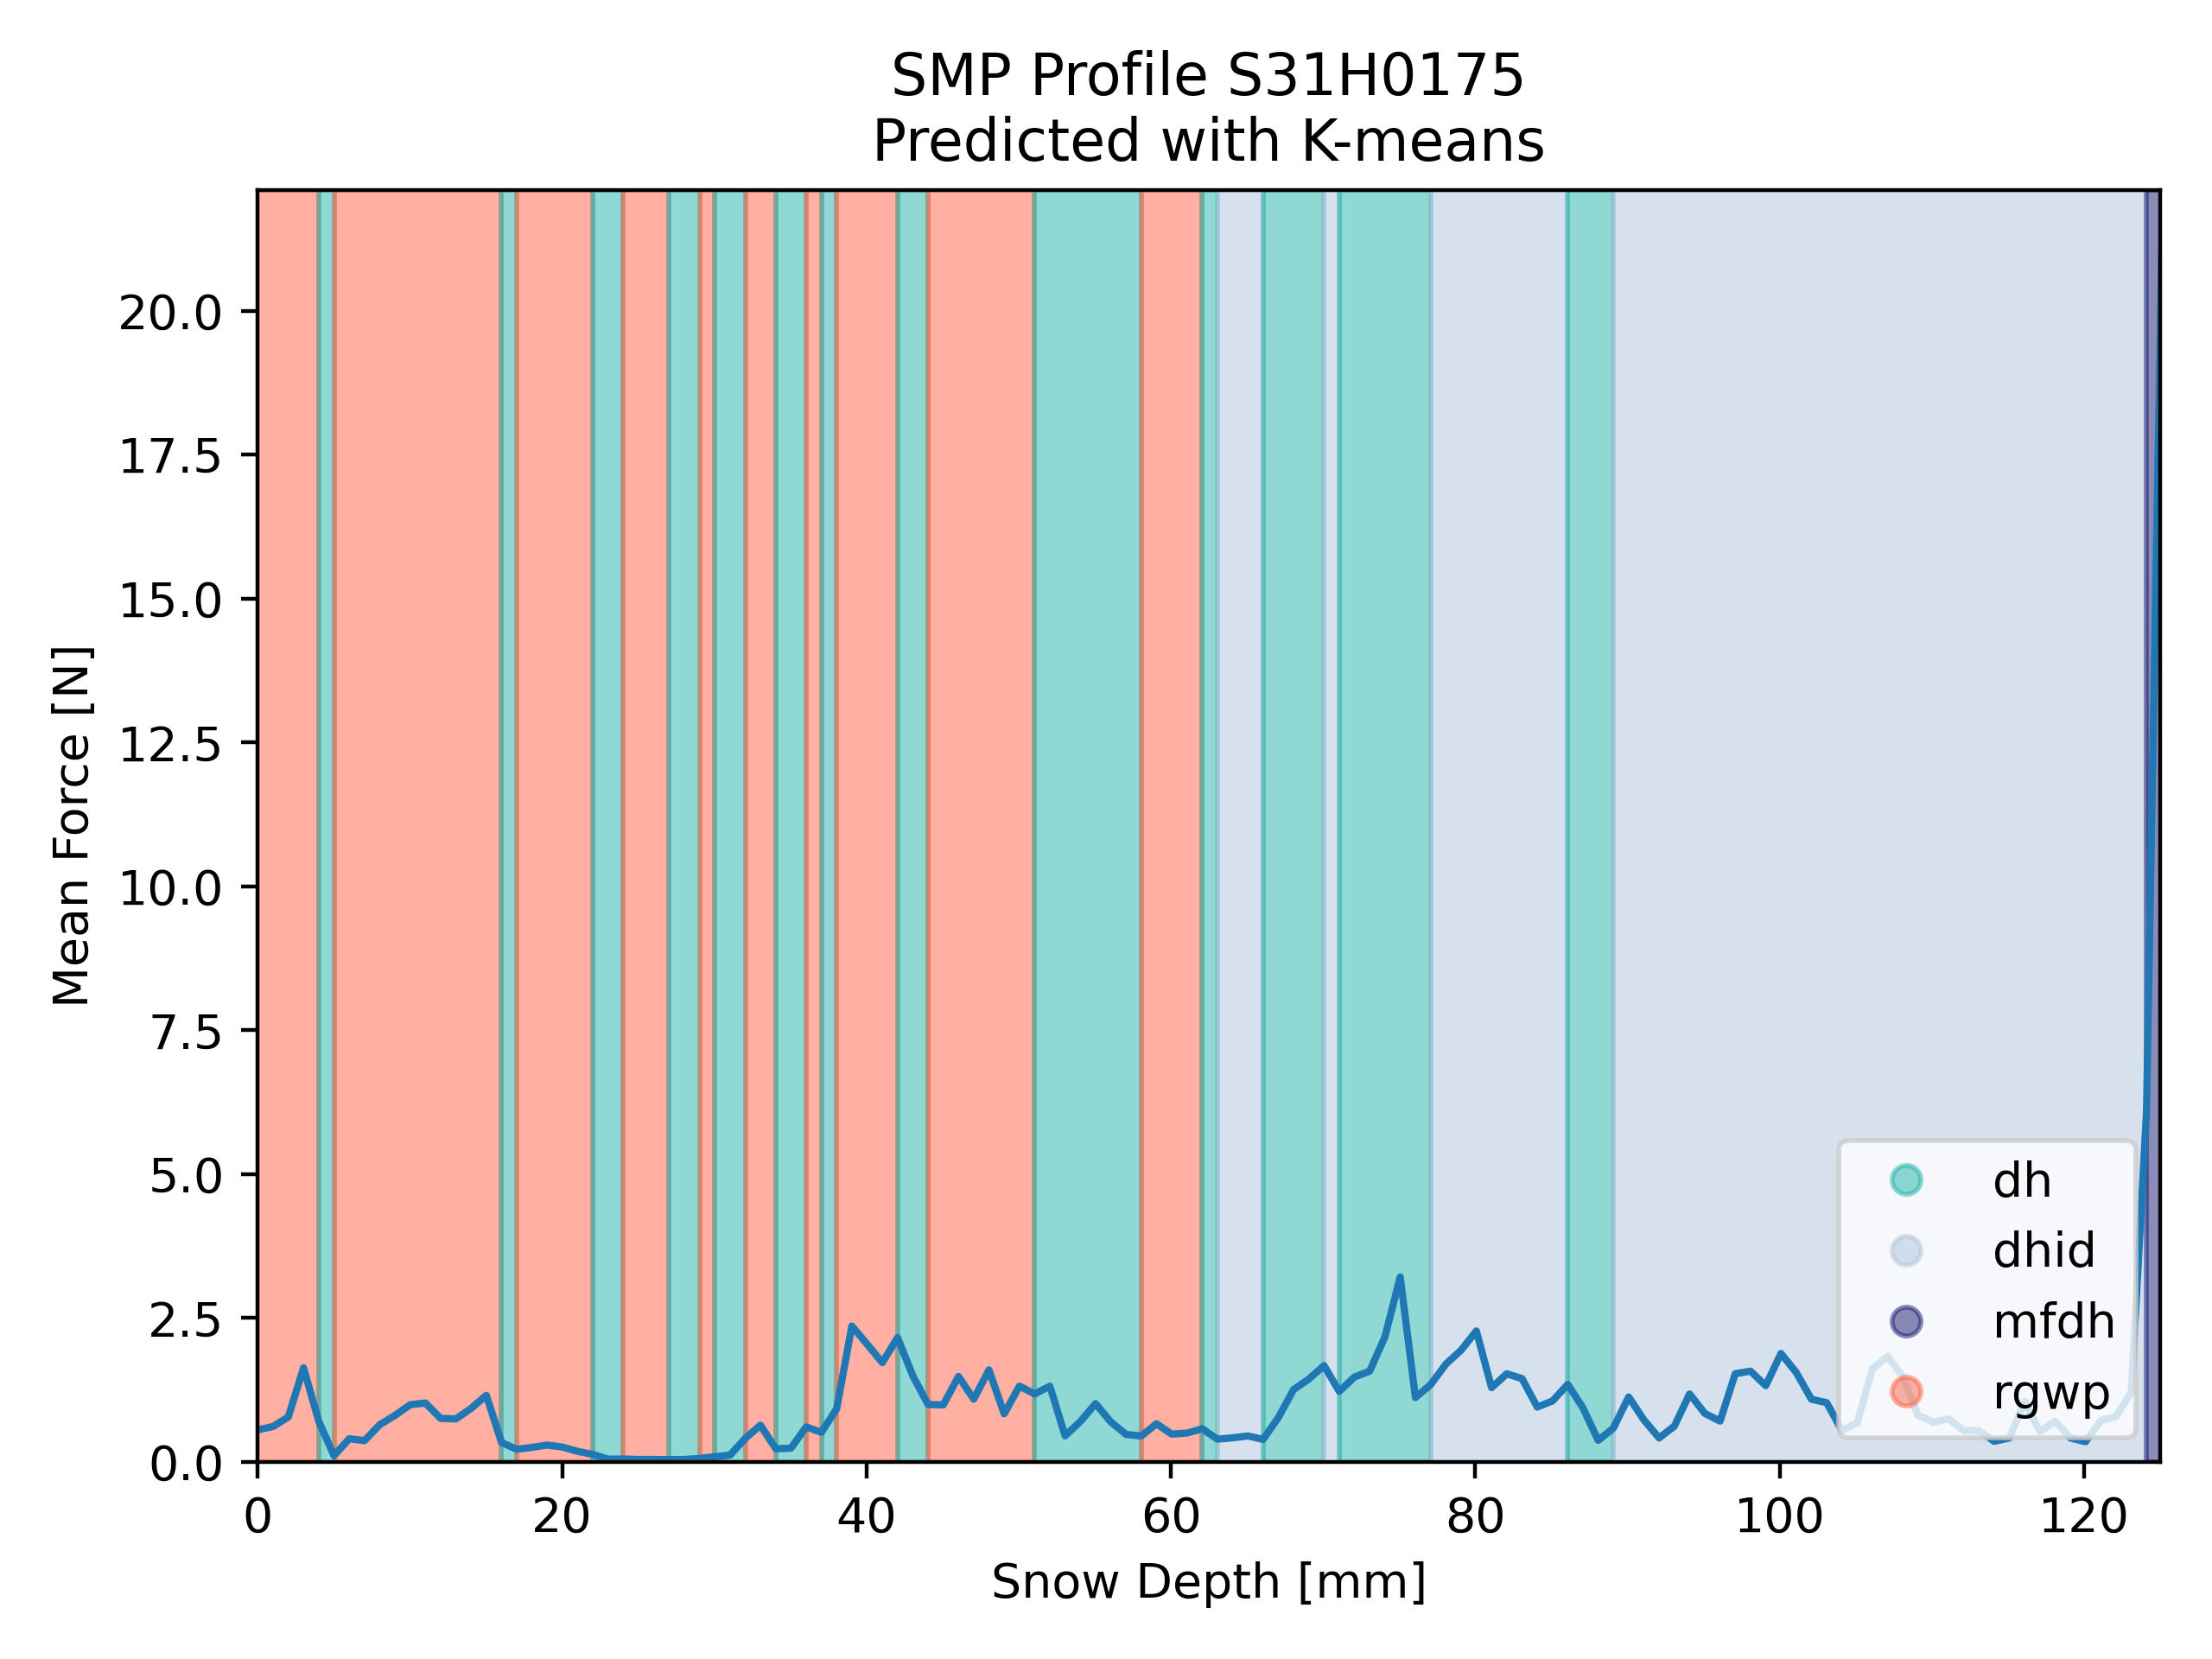 SMP Profile S31H0175
Predicted with K-means
Mean Force [N]
20.0
17.5
15.0
12.5
10.0
7.5
5.0
2.5
0.0
dh
dhid
mfdh
rgwp
0 20 40 60 80 100 120
Snow Depth [mm]